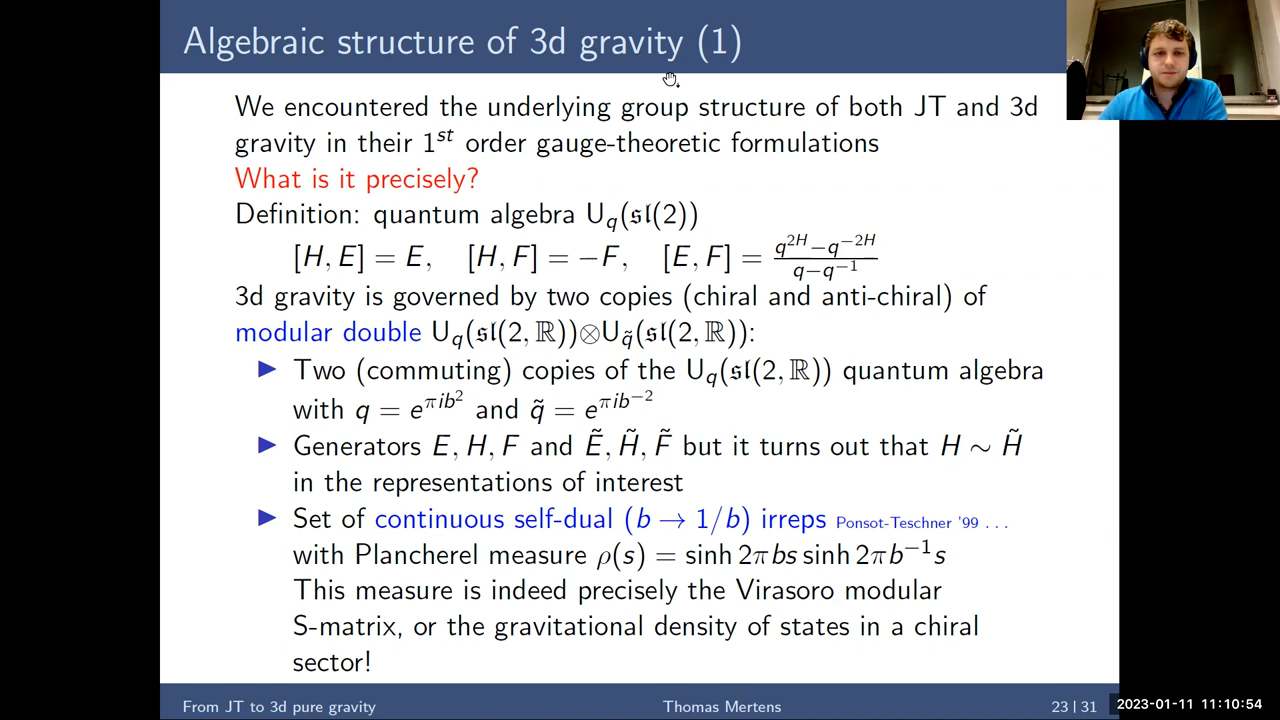 Algebraic structure of 3d gravity (1)
We encountered the underlying group structure of both JT and 3d
gravity in their 1st order gauge-theoretic formulations
What is it precisely?
Definition: quantum algebra U_q(𝔰𝔩(2))
[H, E] = E, [H, F] = −F, [E, F] = (q^{2H} − q^{−2H}) / (q − q^{−1})
3d gravity is governed by two copies (chiral and anti-chiral) of
modular double U_q(𝔰𝔩(2, ℝ))⊗U_q̃(𝔰𝔩(2, ℝ)):
▶ Two (commuting) copies of the U_q(𝔰𝔩(2, ℝ)) quantum algebra
with q = e^{πib²} and q̃ = e^{πib^{−2}}
▶ Generators E, H, F and Ẽ, H̃, F̃ but it turns out that H ∼ H̃
in the representations of interest
▶ Set of continuous self-dual (b → 1/b) irreps Ponsot-Teschner '99 . . .
with Plancherel measure ρ(s) = sinh 2πbs sinh 2πb^{−1}s
This measure is indeed precisely the Virasoro modular
S-matrix, or the gravitational density of states in a chiral
sector!
From JT to 3d pure gravity Thomas Mertens 23 | 31
2023-01-11 11:10:54